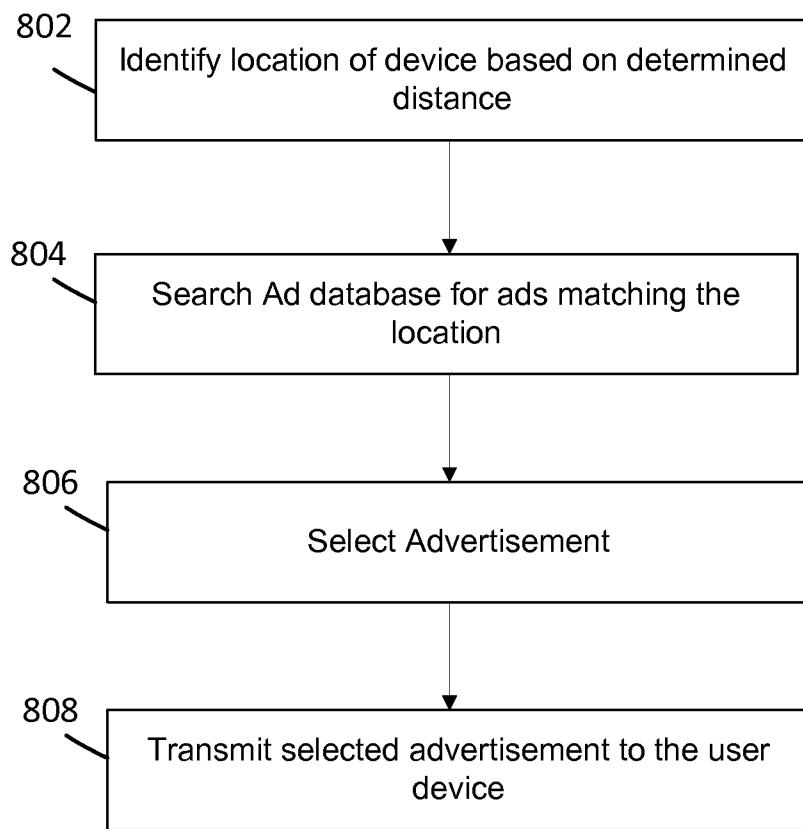 802
Identify location of device based on determined
distance
804
Search Ad database for ads matching the
location
806
Select Advertisement
808
Transmit selected advertisement to the user
device